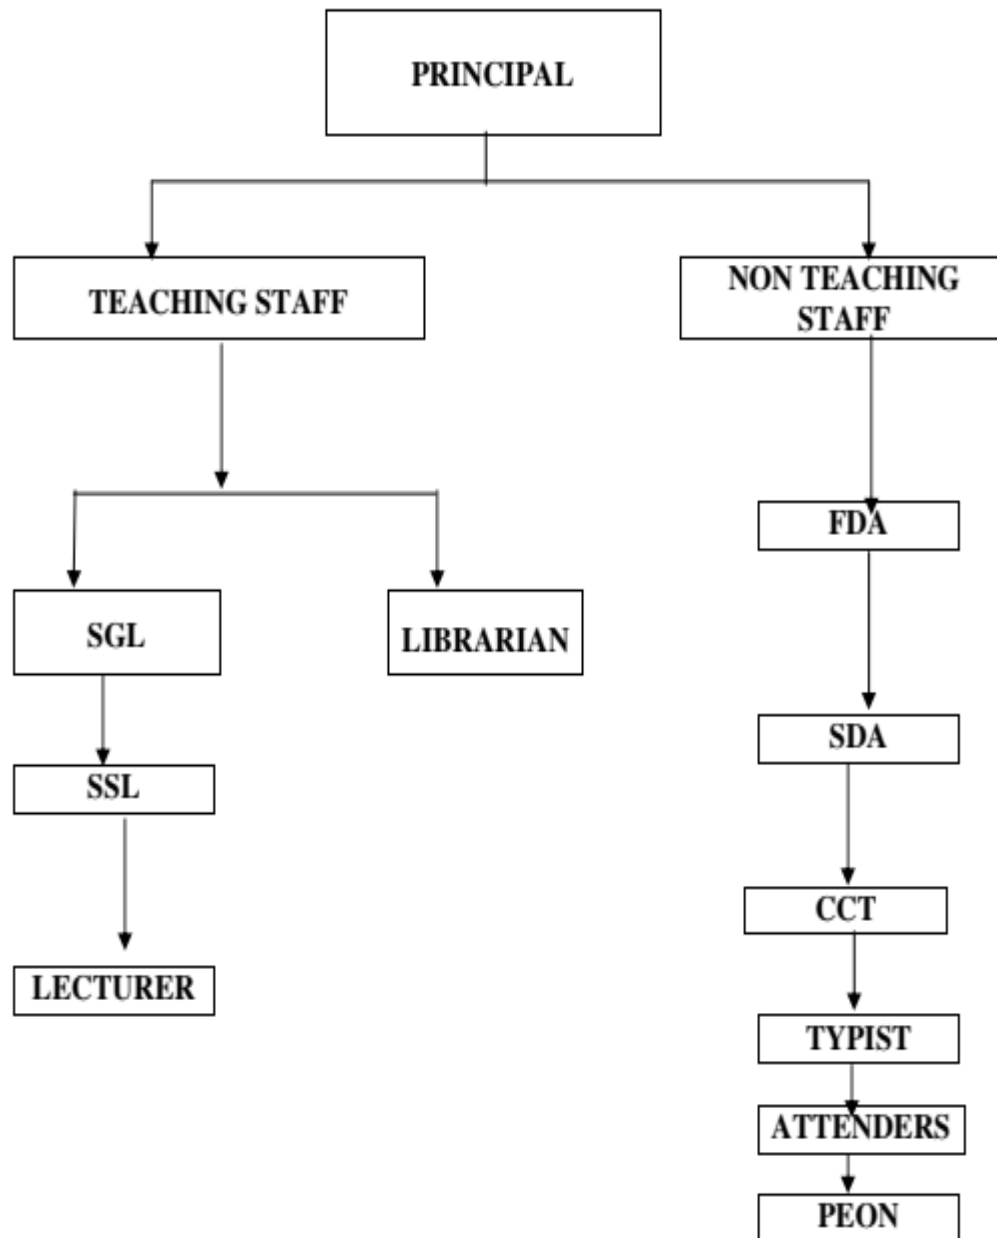 PRINCIPAL
TEACHING STAFF
NON TEACHING
STAFF
FDA
SGL
LIBRARIAN
SDA
SSL
CCT
LECTURER
TYPIST
ATTENDERS
PEON